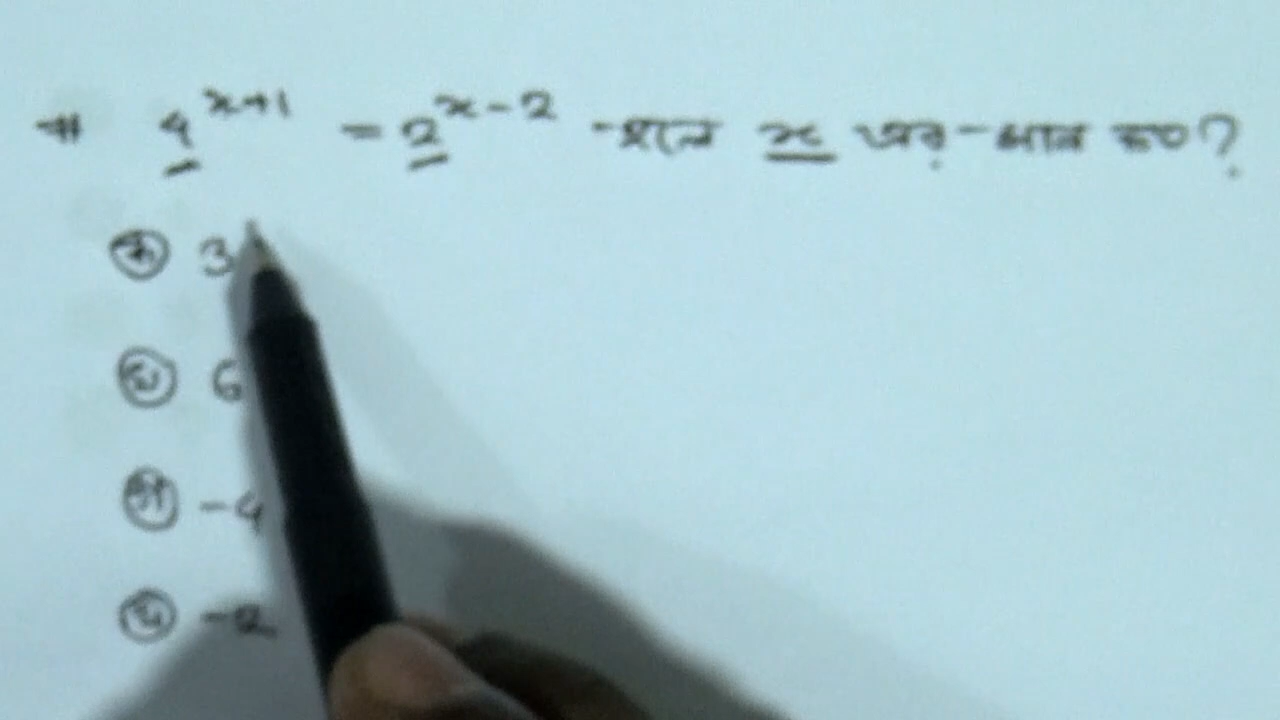 # 4^{x+1} = 2^{x-2} হলে x এর মান কত?
ক 3
খ 6
গ -4
ঘ -2